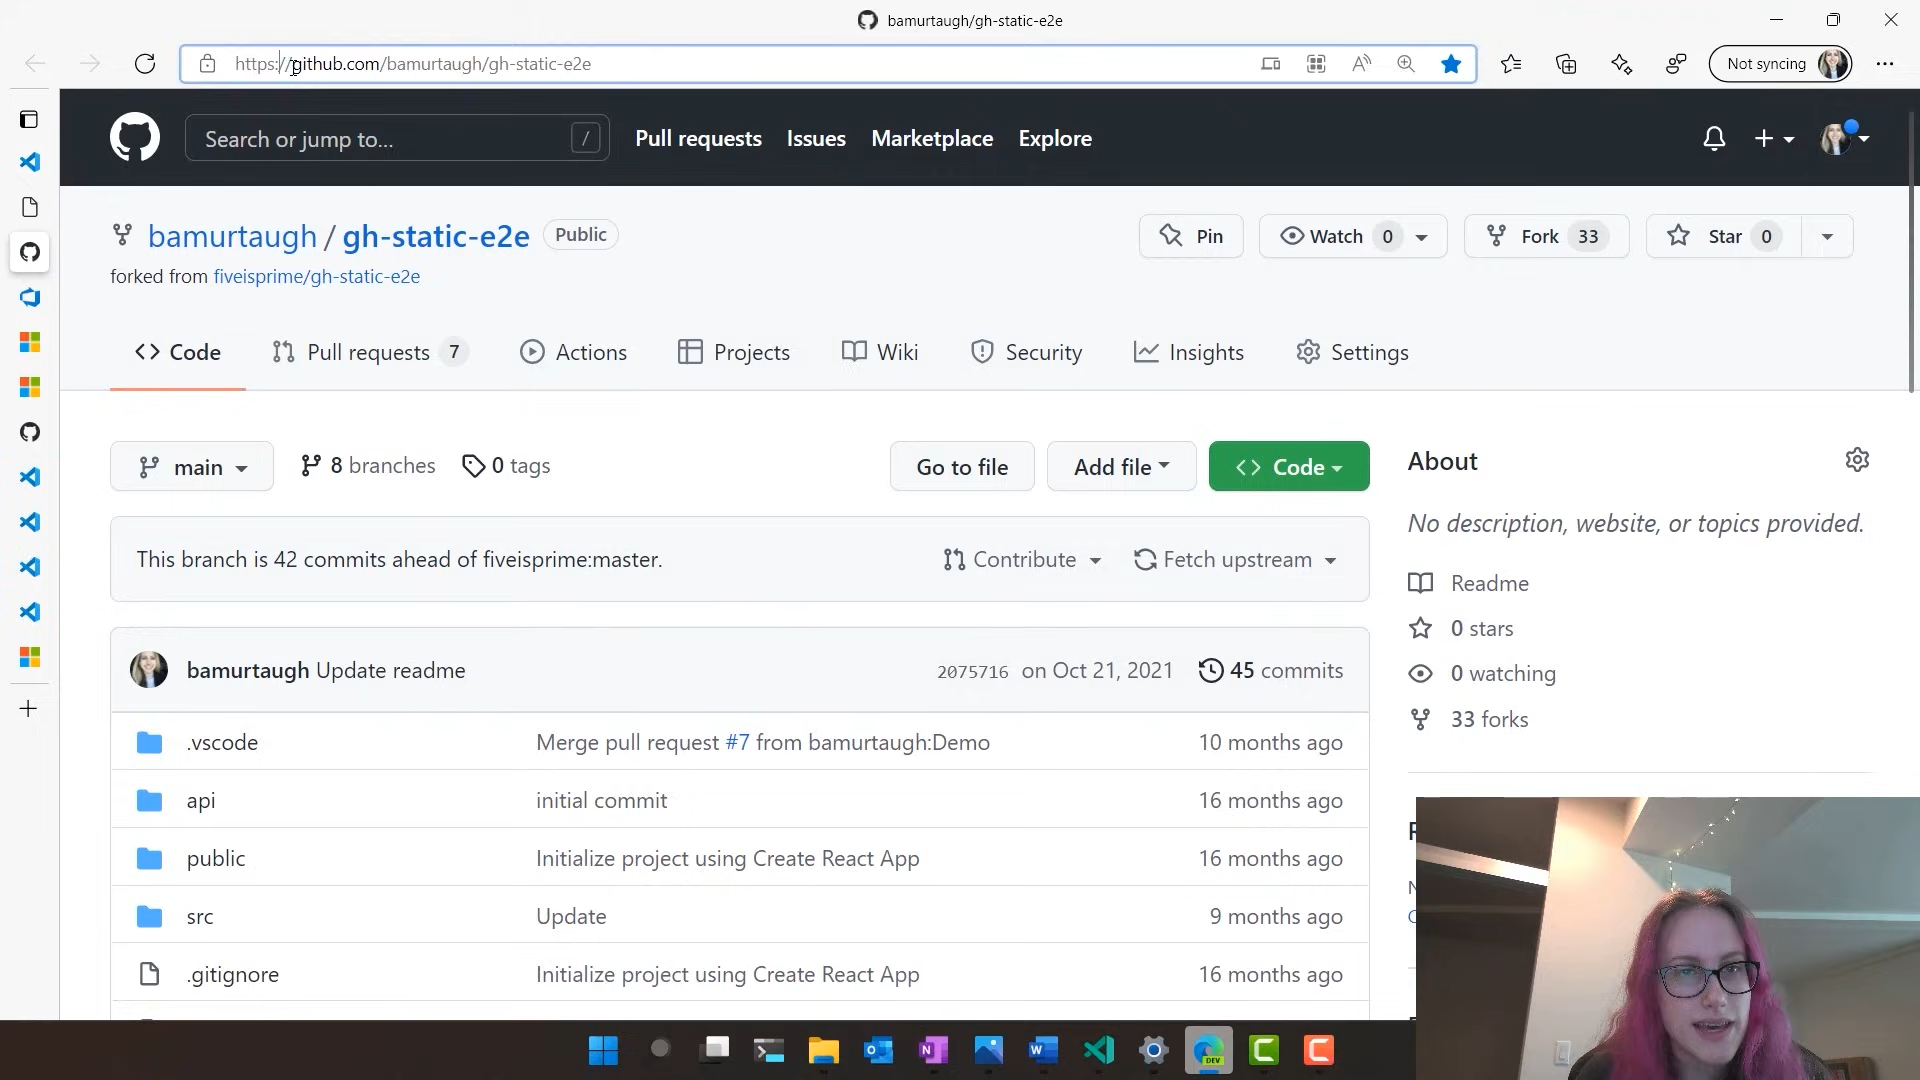 bamurtaugh/gh-static-e2e
https://github.com/bamurtaugh/gh-static-e2e
Not syncing
Search or jump to... /
Pull requests
Issues
Marketplace
Explore
bamurtaugh / gh-static-e2e Public
forked from fiveisprime/gh-static-e2e
Pin
Watch 0
Fork 33
Star 0
Code
Pull requests 7
Actions
Projects
Wiki
Security
Insights
Settings
main
8 branches
0 tags
Go to file
Add file
Code
This branch is 42 commits ahead of fiveisprime:master.
Contribute
Fetch upstream
bamurtaugh Update readme 2075716 on Oct 21, 2021 45 commits
.vscode Merge pull request #7 from bamurtaugh:Demo 10 months ago
api initial commit 16 months ago
public Initialize project using Create React App 16 months ago
src Update 9 months ago
.gitignore Initialize project using Create React App 16 months ago
About
No description, website, or topics provided.
Readme
0 stars
0 watching
33 forks
DEV